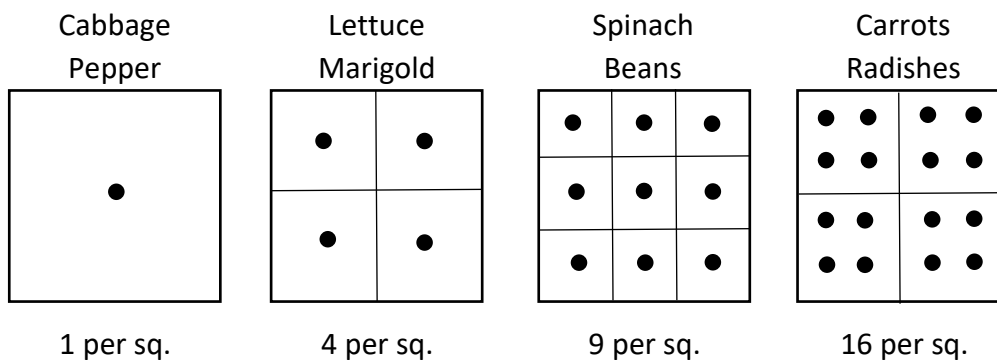 Cabbage
Pepper
Lettuce
Marigold
Spinach
Beans
Carrots
Radishes
1 per sq.
4 per sq.
9 per sq.
16 per sq.